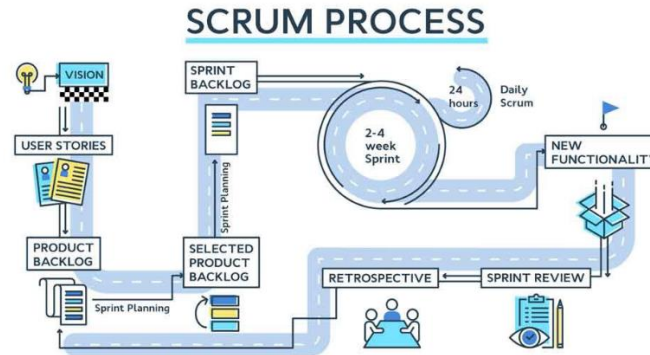 SCRUM PROCESS
VISION
USER STORIES
PRODUCT
BACKLOG
Sprint Planning
SELECTED
PRODUCT
BACKLOG
Sprint Planning
SPRINT
BACKLOG
2-4
week
Sprint
24
hours
Daily
Scrum
NEW
FUNCTIONALITY
SPRINT REVIEW
RETROSPECTIVE